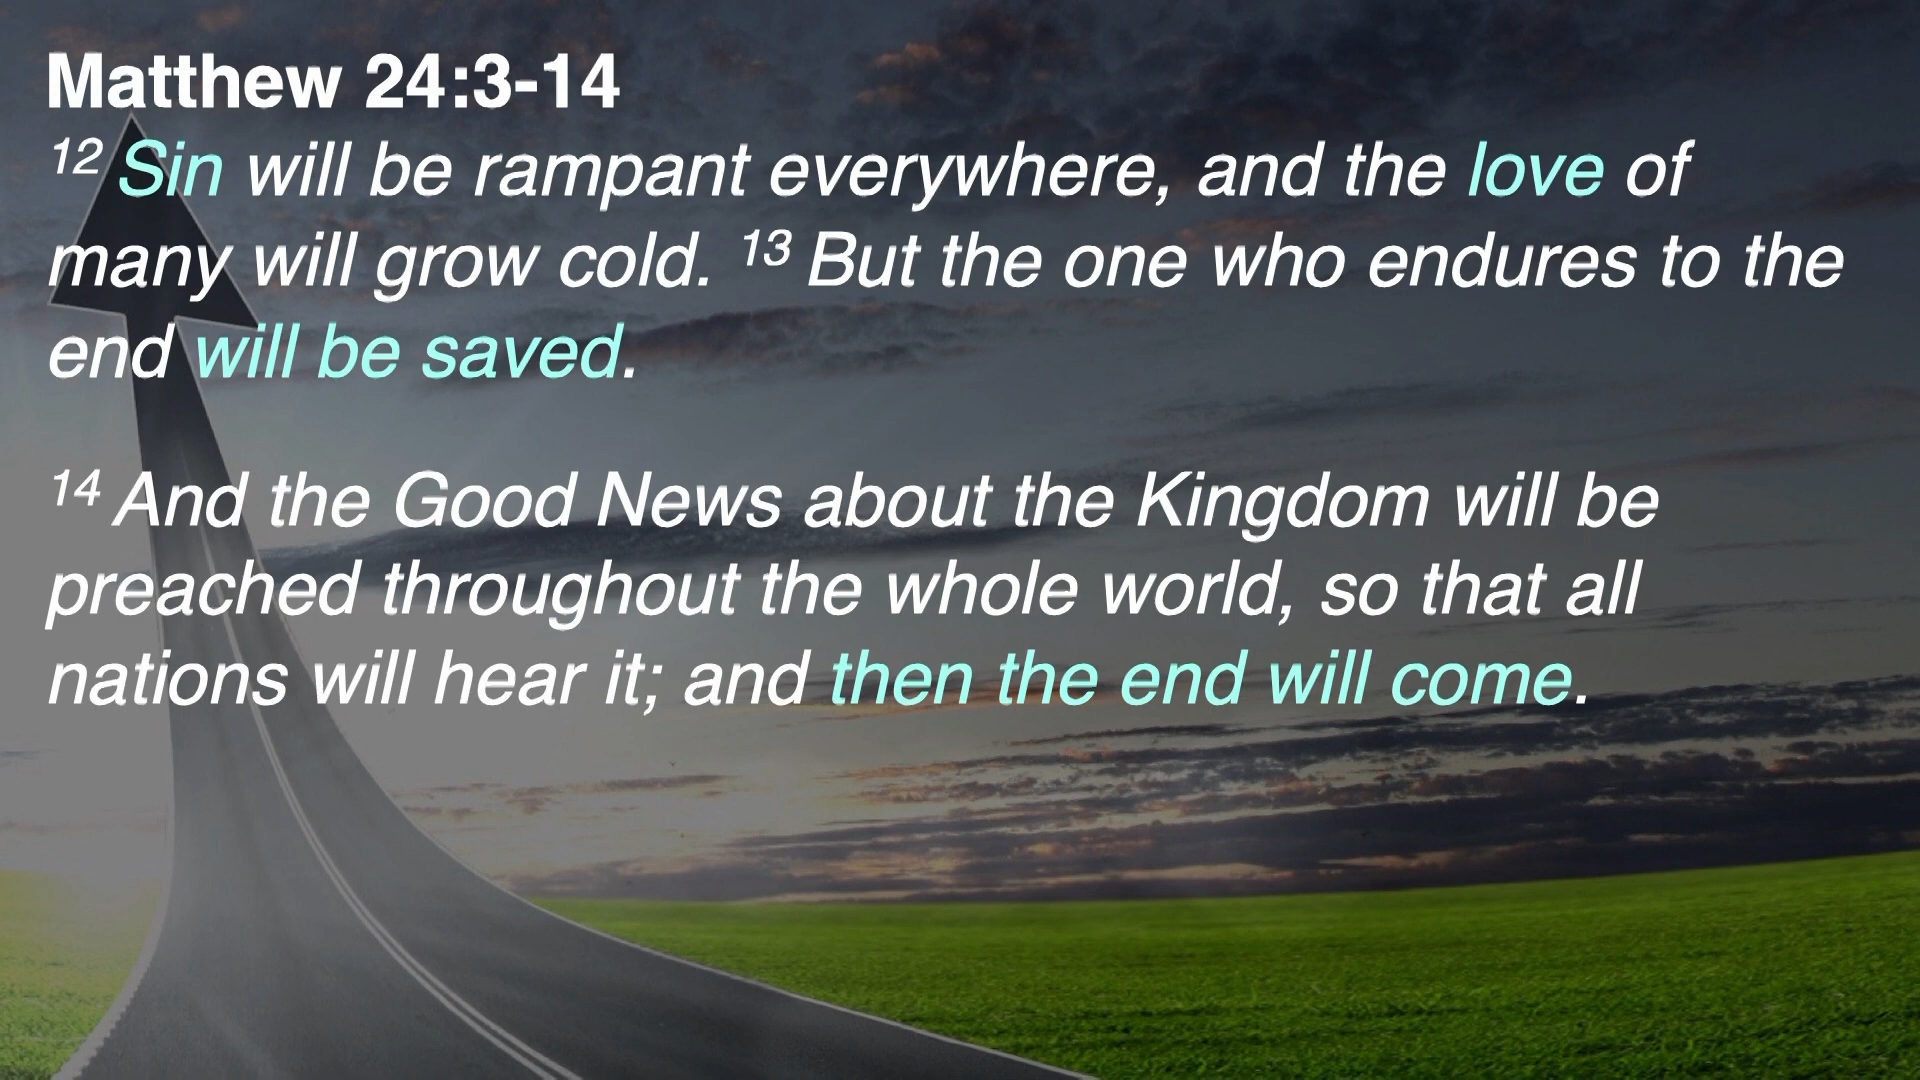 Matthew 24:3-14
12 Sin will be rampant everywhere, and the love of
many will grow cold. 13 But the one who endures to the
end will be saved.
14 And the Good News about the Kingdom will be
preached throughout the whole world, so that all
nations will hear it; and then the end will come.